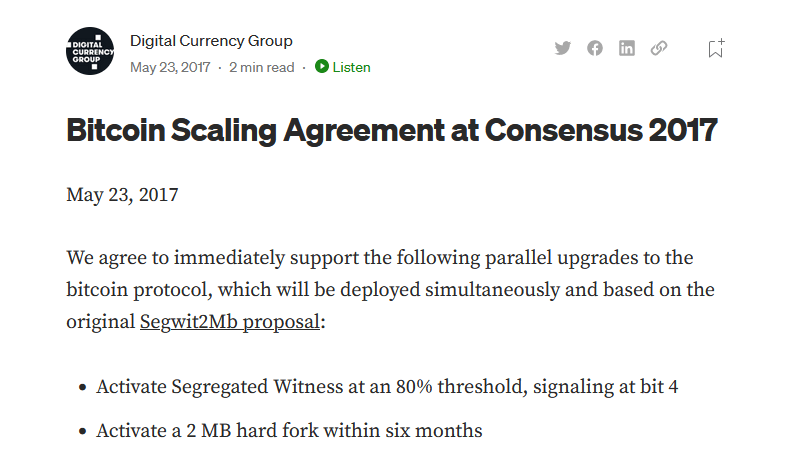 DIGITAL
CURRENCY
GROUP
Digital Currency Group
May 23, 2017 · 2 min read · Listen
Bitcoin Scaling Agreement at Consensus 2017
May 23, 2017
We agree to immediately support the following parallel upgrades to the
bitcoin protocol, which will be deployed simultaneously and based on the
original Segwit2Mb proposal:
• Activate Segregated Witness at an 80% threshold, signaling at bit 4
• Activate a 2 MB hard fork within six months